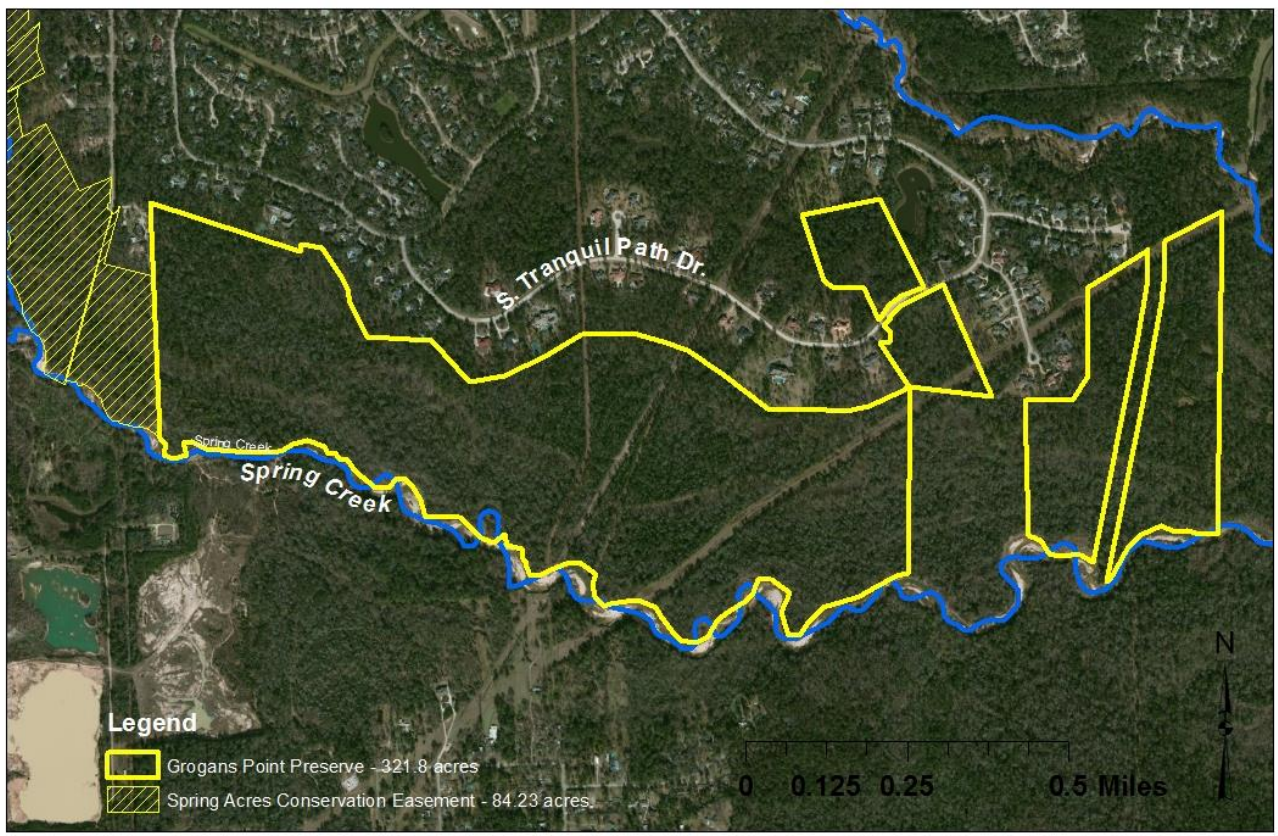 S. Tranquil Path Dr.
Spring Creek
Spring Creek
N
Legend
Grogans Point Preserve - 321.8 acres
Spring Acres Conservation Easement - 84.23 acres
0 0.125 0.25 0.5 Miles